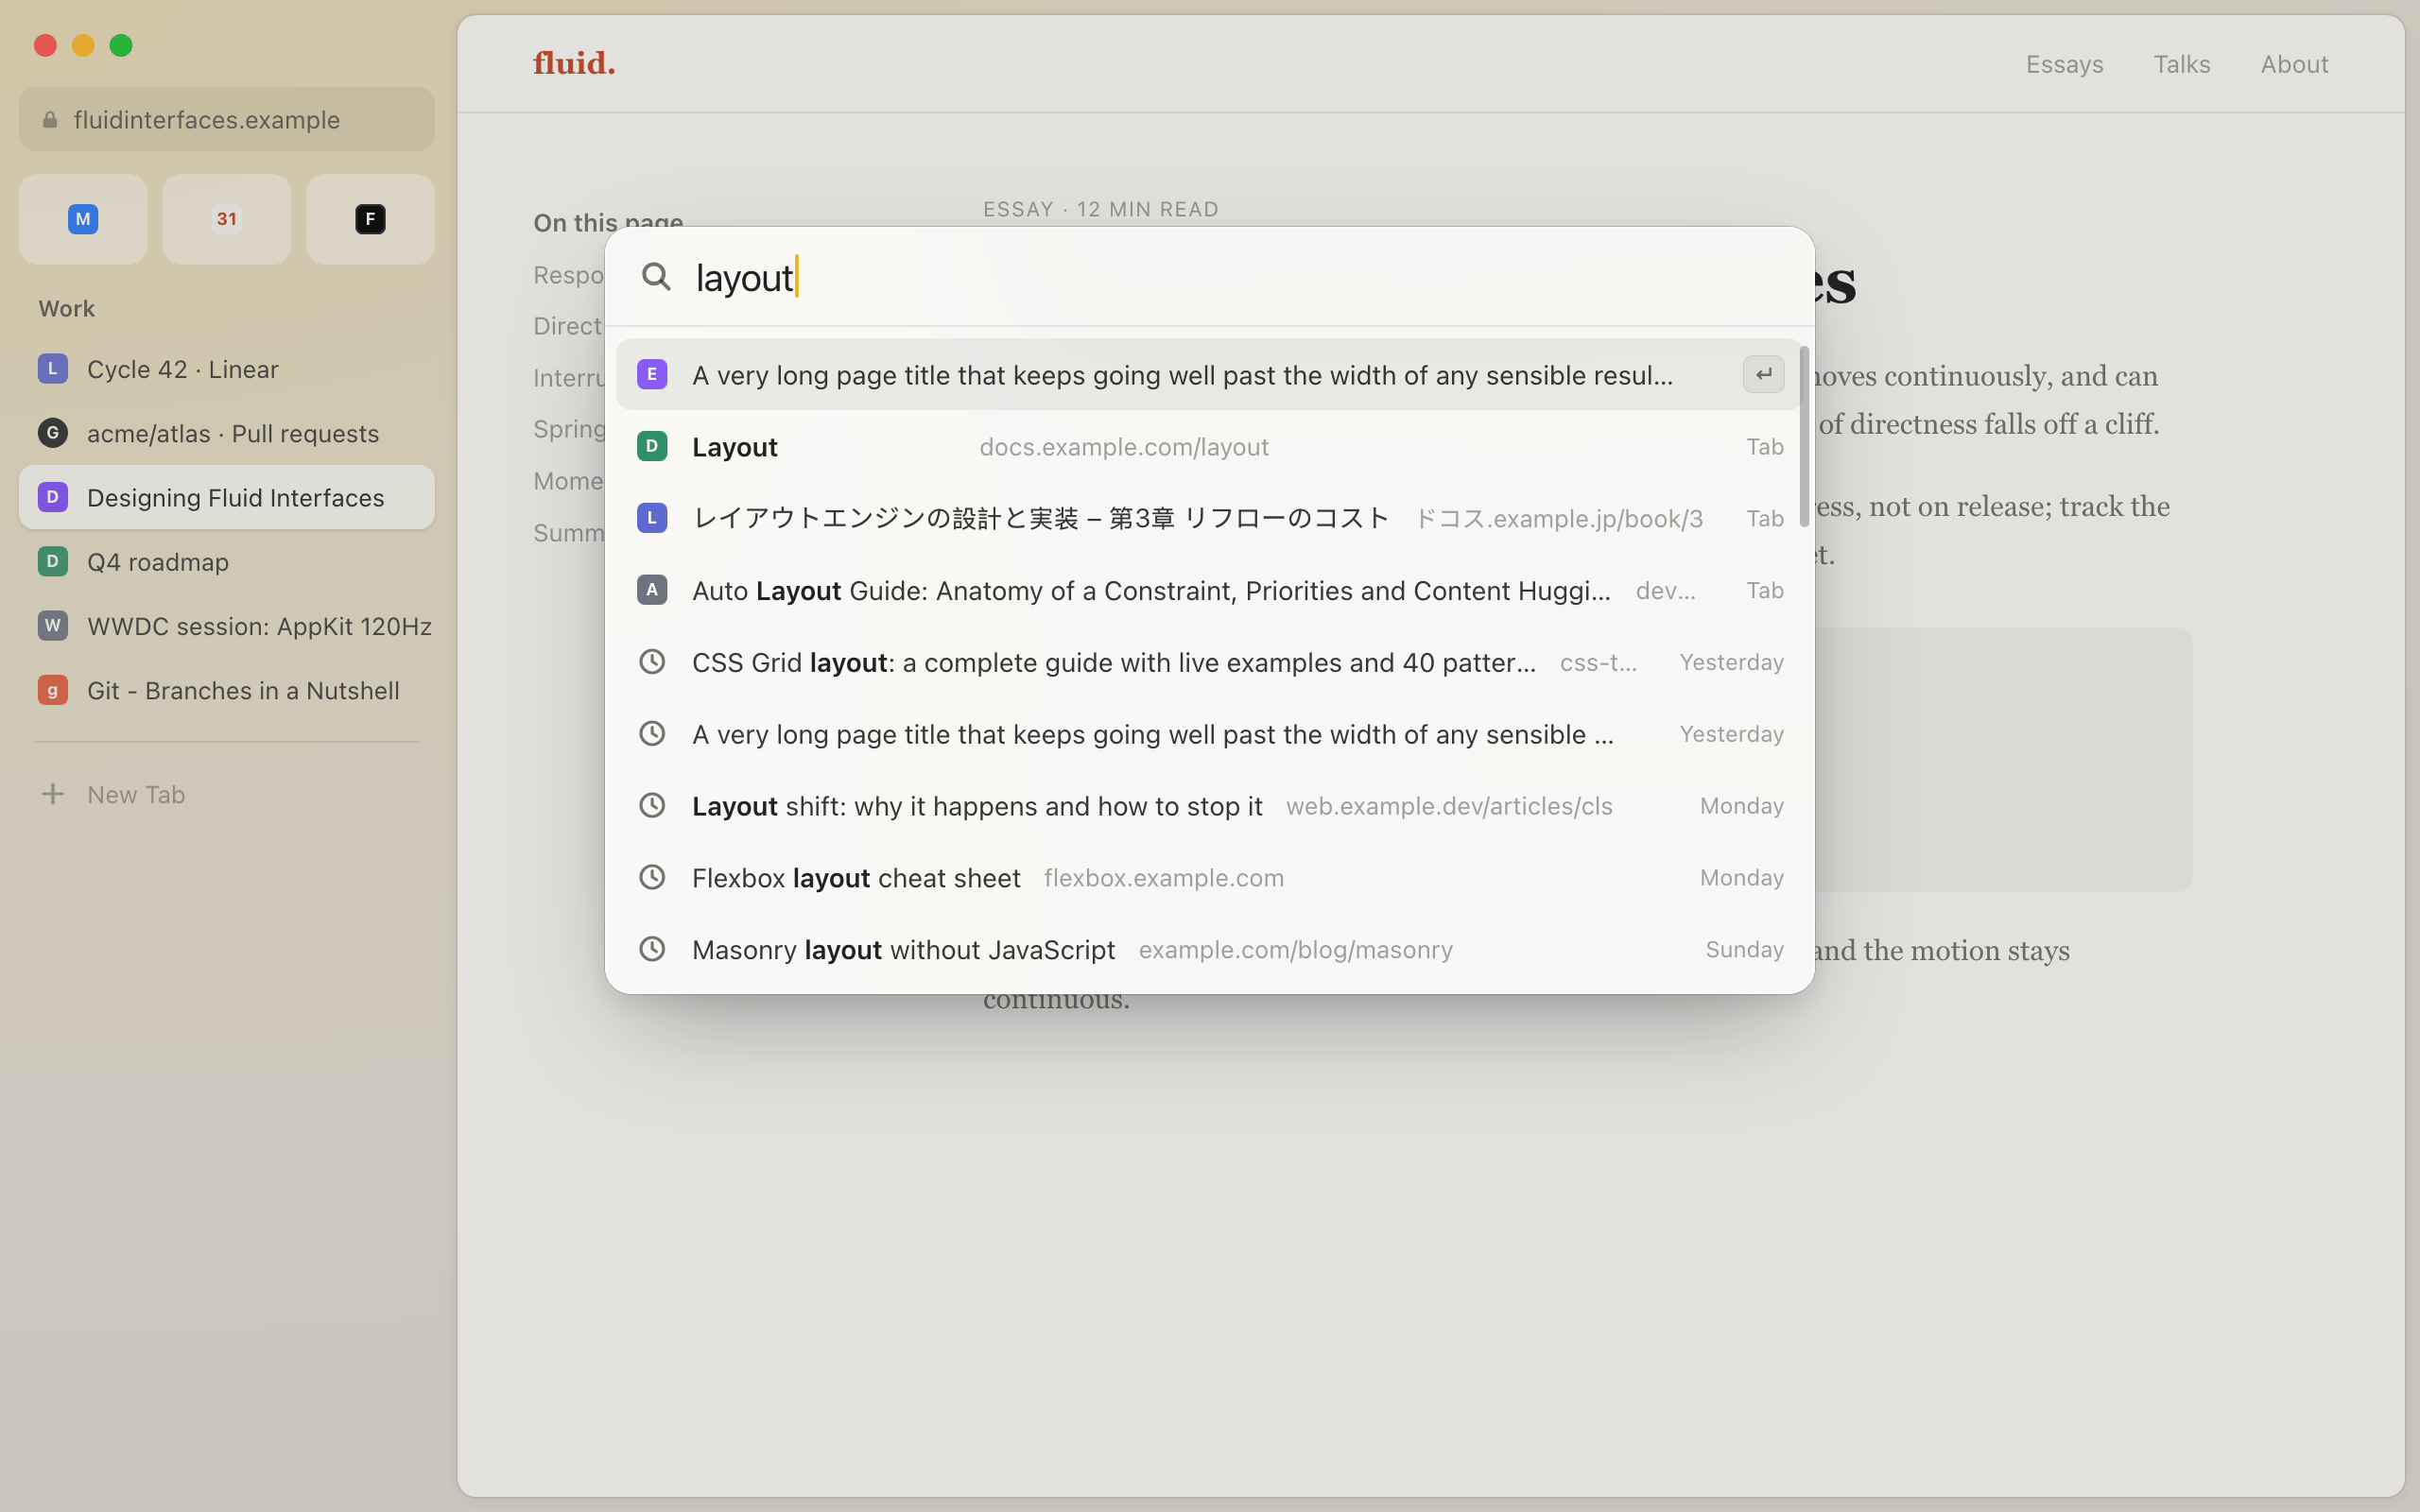 fluidinterfaces.example
M
31
F
Work
L Cycle 42 · Linear
G acme/atlas · Pull requests
D Designing Fluid Interfaces
D Q4 roadmap
W WWDC session: AppKit 120Hz
g Git - Branches in a Nutshell
New Tab
fluid.
Essays
Talks
About
On this page
Respo
Direct
Interru
Spring
Mome
Summ
ESSAY · 12 MIN READ
es
moves continuously, and can
of directness falls off a cliff.
ress, not on release; track the
et.
and the motion stays
continuous.
layout
E A very long page title that keeps going well past the width of any sensible resul…
D Layout docs.example.com/layout Tab
L レイアウトエンジンの設計と実装 – 第3章 リフローのコスト ドコス.example.jp/book/3 Tab
A Auto Layout Guide: Anatomy of a Constraint, Priorities and Content Huggi… dev… Tab
CSS Grid layout: a complete guide with live examples and 40 patter… css-t… Yesterday
A very long page title that keeps going well past the width of any sensible … Yesterday
Layout shift: why it happens and how to stop it web.example.dev/articles/cls Monday
Flexbox layout cheat sheet flexbox.example.com Monday
Masonry layout without JavaScript example.com/blog/masonry Sunday